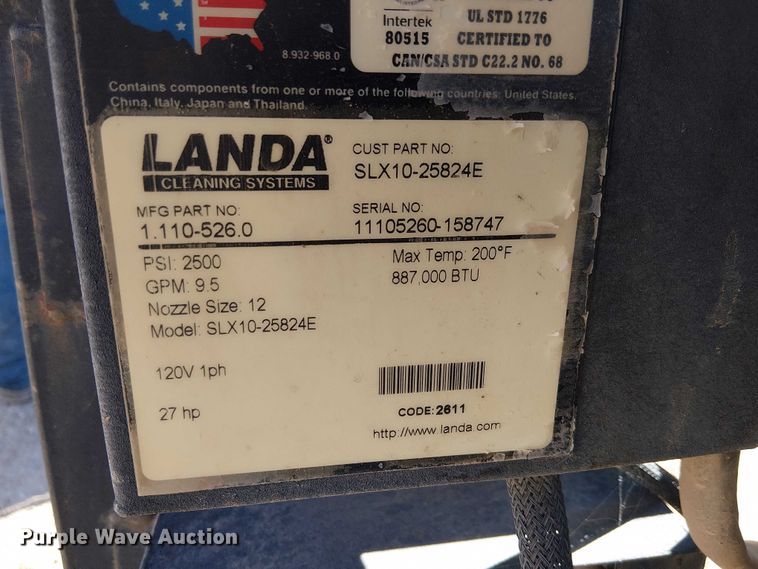 UL STD 1776
Intertek
80515
CERTIFIED TO
CAN/CSA STD C22.2 NO. 68
8.932-968.0
Contains components from one or more of the following countries: United States,
China, Italy, Japan and Thailand.
LANDA®
CLEANING SYSTEMS
CUST PART NO:
SLX10-25824E
MFG PART NO:
1.110-526.0
SERIAL NO:
11105260-158747
PSI: 2500
GPM: 9.5
Nozzle Size: 12
Model: SLX10-25824E
Max Temp: 200°F
887,000 BTU
120V 1ph
27 hp
CODE: 2611
http://www.landa.com
Purple Wave Auction